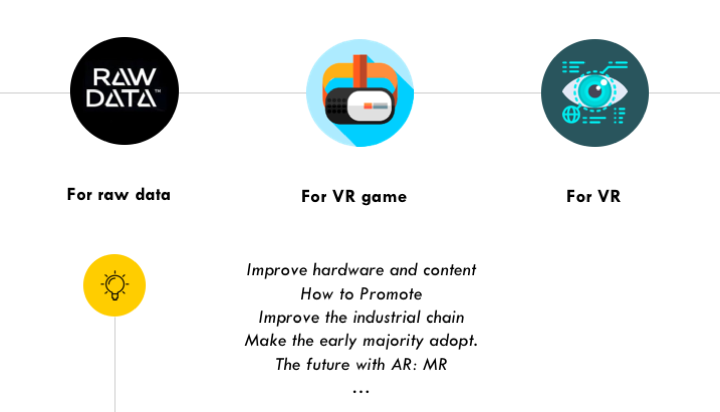 RAW
DATA™
For raw data
For VR game
For VR
Improve hardware and content
How to Promote
Improve the industrial chain
Make the early majority adopt.
The future with AR: MR
...